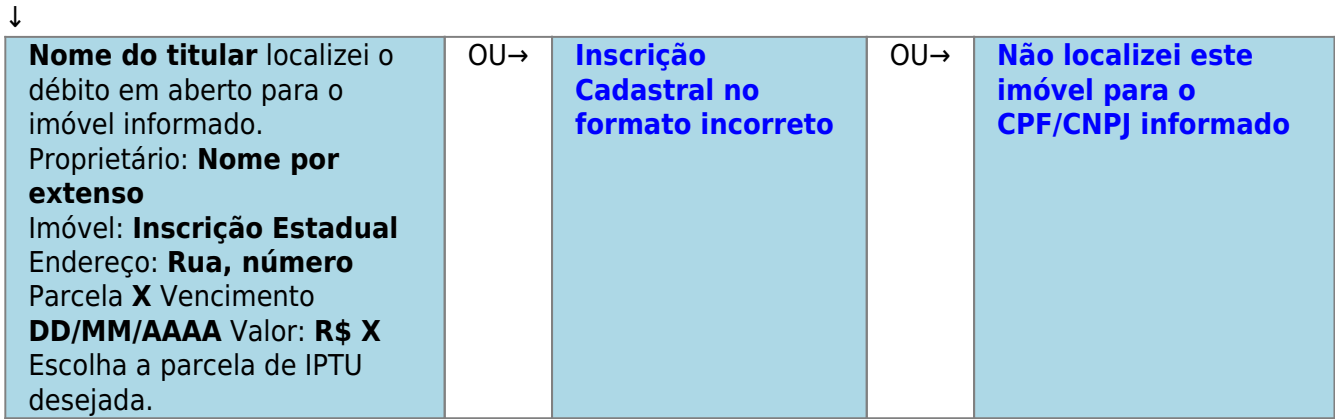 ↓
Nome do titular localizei o
débito em aberto para o
imóvel informado.
Proprietário: Nome por
extenso
Imóvel: Inscrição Estadual
Endereço: Rua, número
Parcela X Vencimento
DD/MM/AAAA Valor: R$ X
Escolha a parcela de IPTU
desejada.
OU→
Inscrição
Cadastral no
formato incorreto
OU→
Não localizei este
imóvel para o
CPF/CNPJ informado